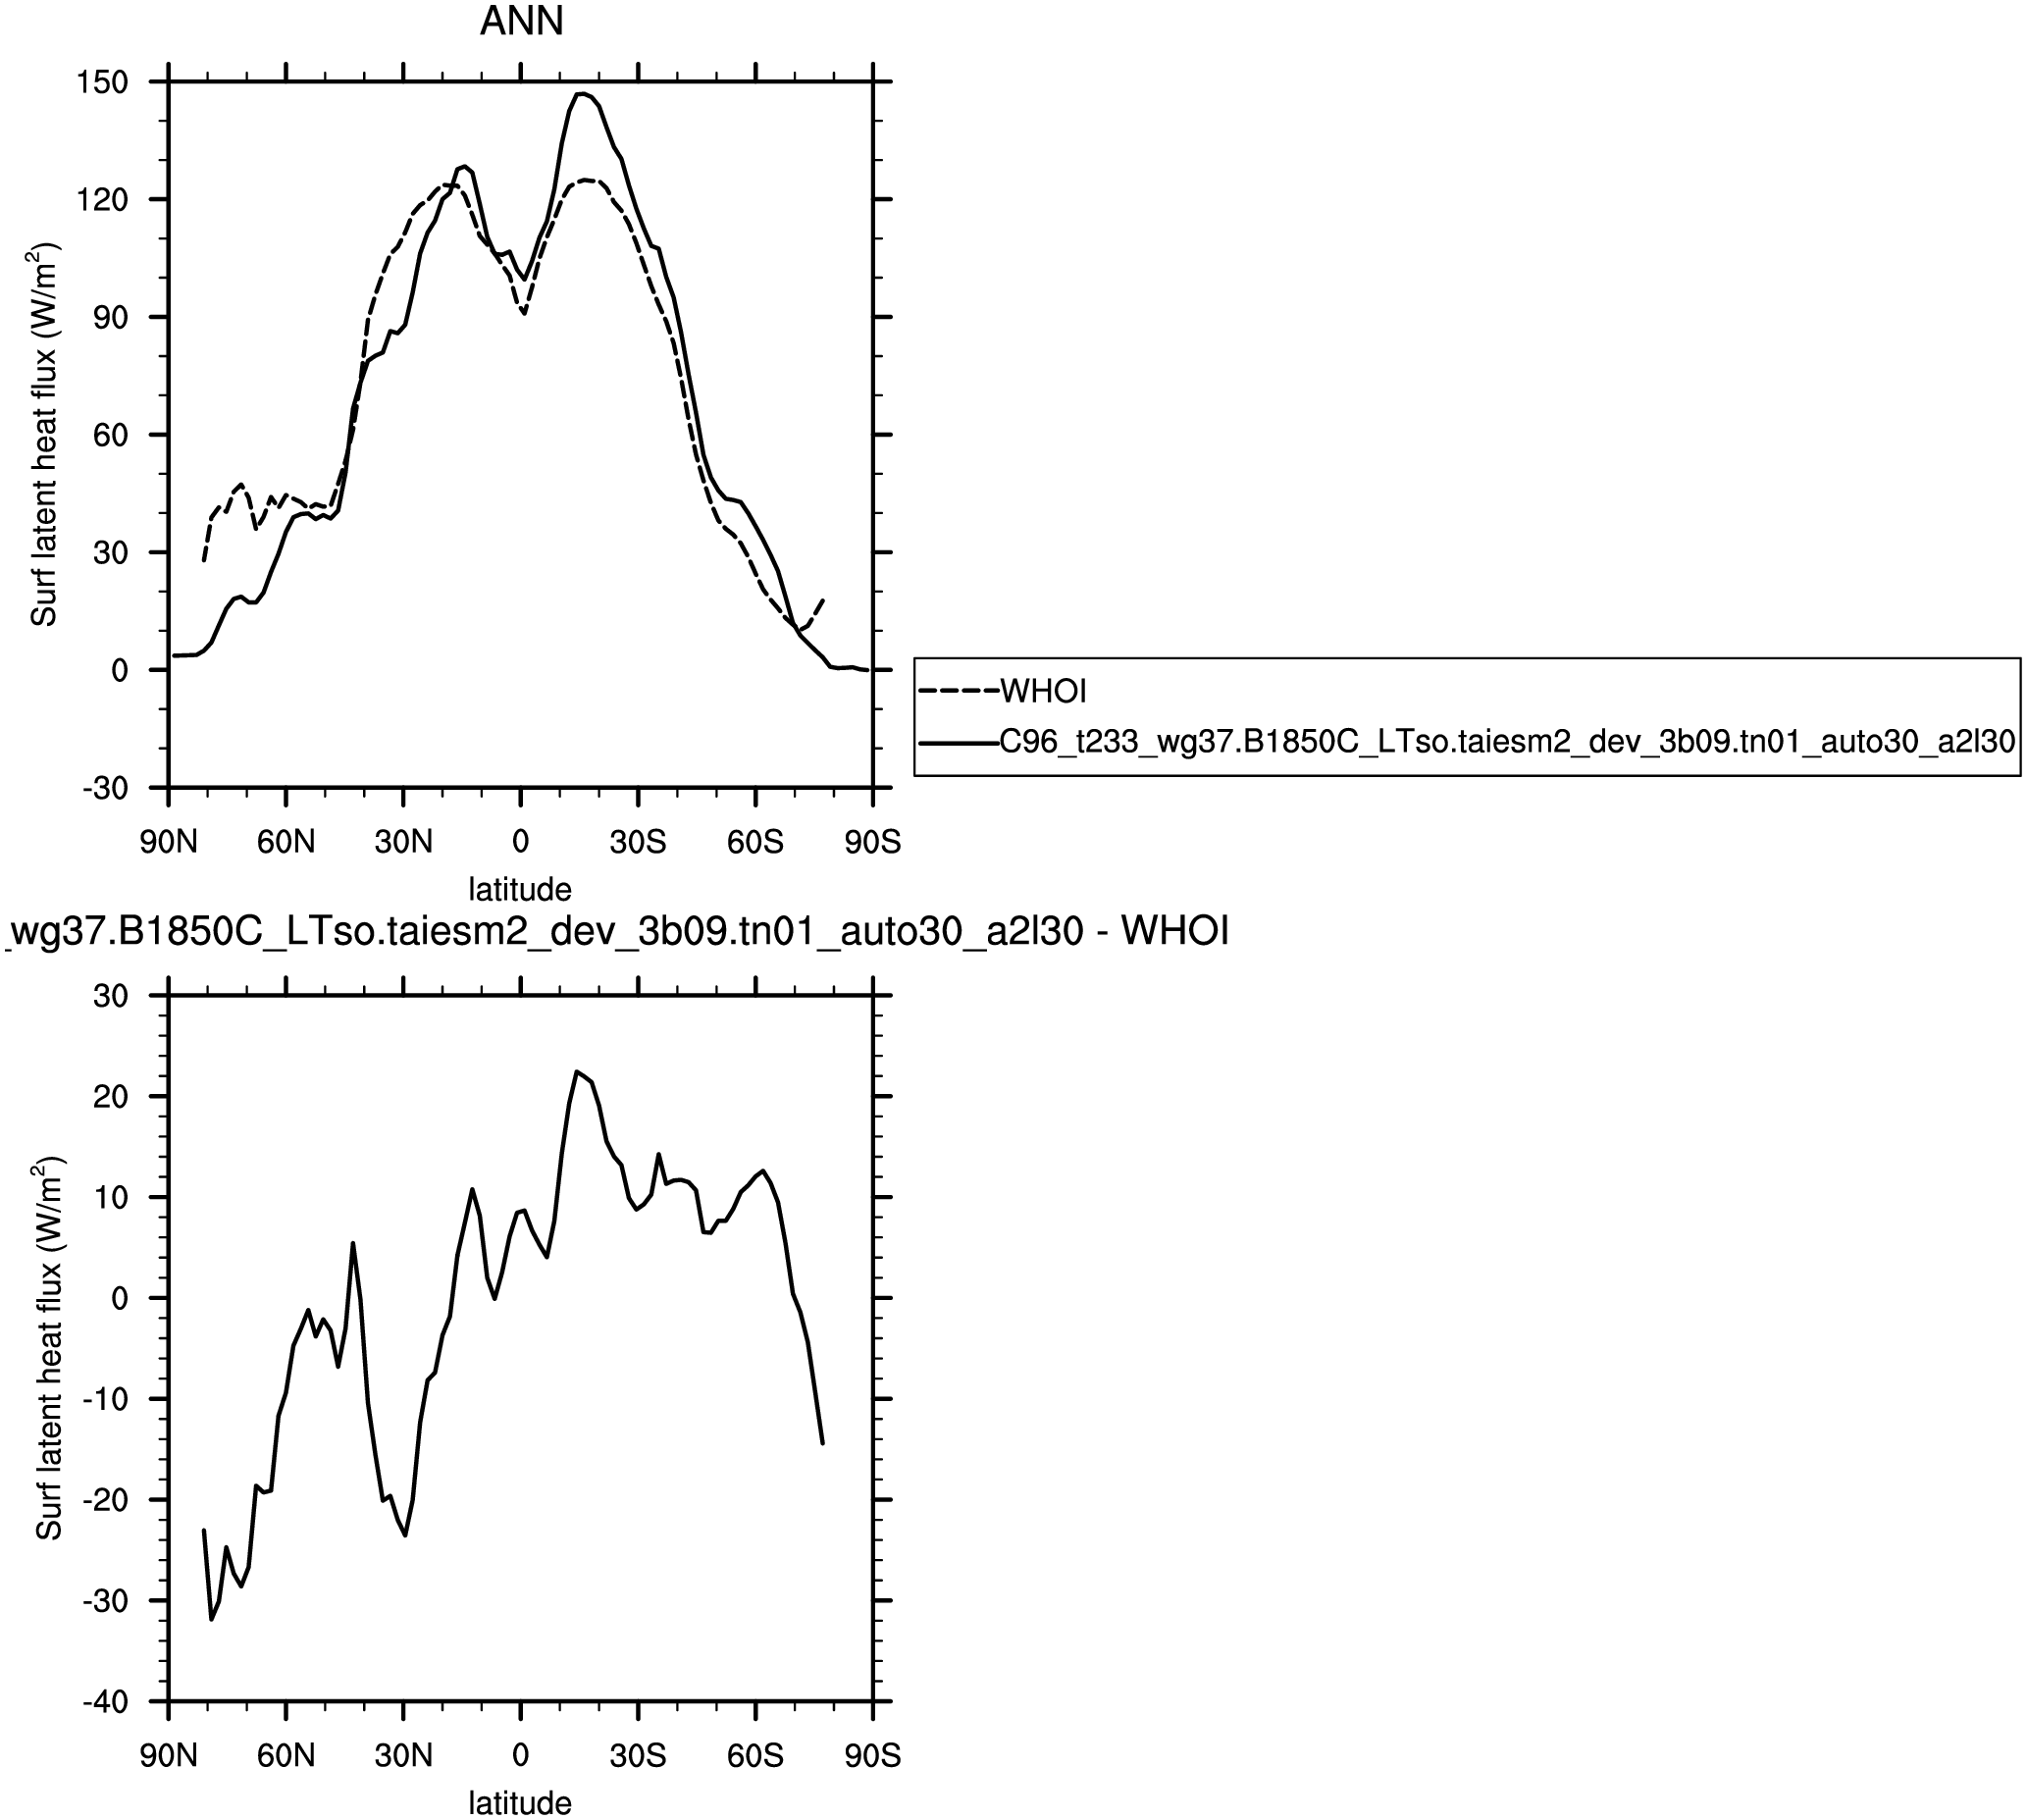 ANN
150
120
90
60
30
0
-30
Surf latent heat flux (W/m2)
90N 60N 30N 0 30S 60S 90S
latitude
WHOI
C96_t233_wg37.B1850C_LTso.taiesm2_dev_3b09.tn01_auto30_a2l30
_wg37.B1850C_LTso.taiesm2_dev_3b09.tn01_auto30_a2l30 - WHOI
30
20
10
0
-10
-20
-30
-40
Surf latent heat flux (W/m2)
90N 60N 30N 0 30S 60S 90S
latitude